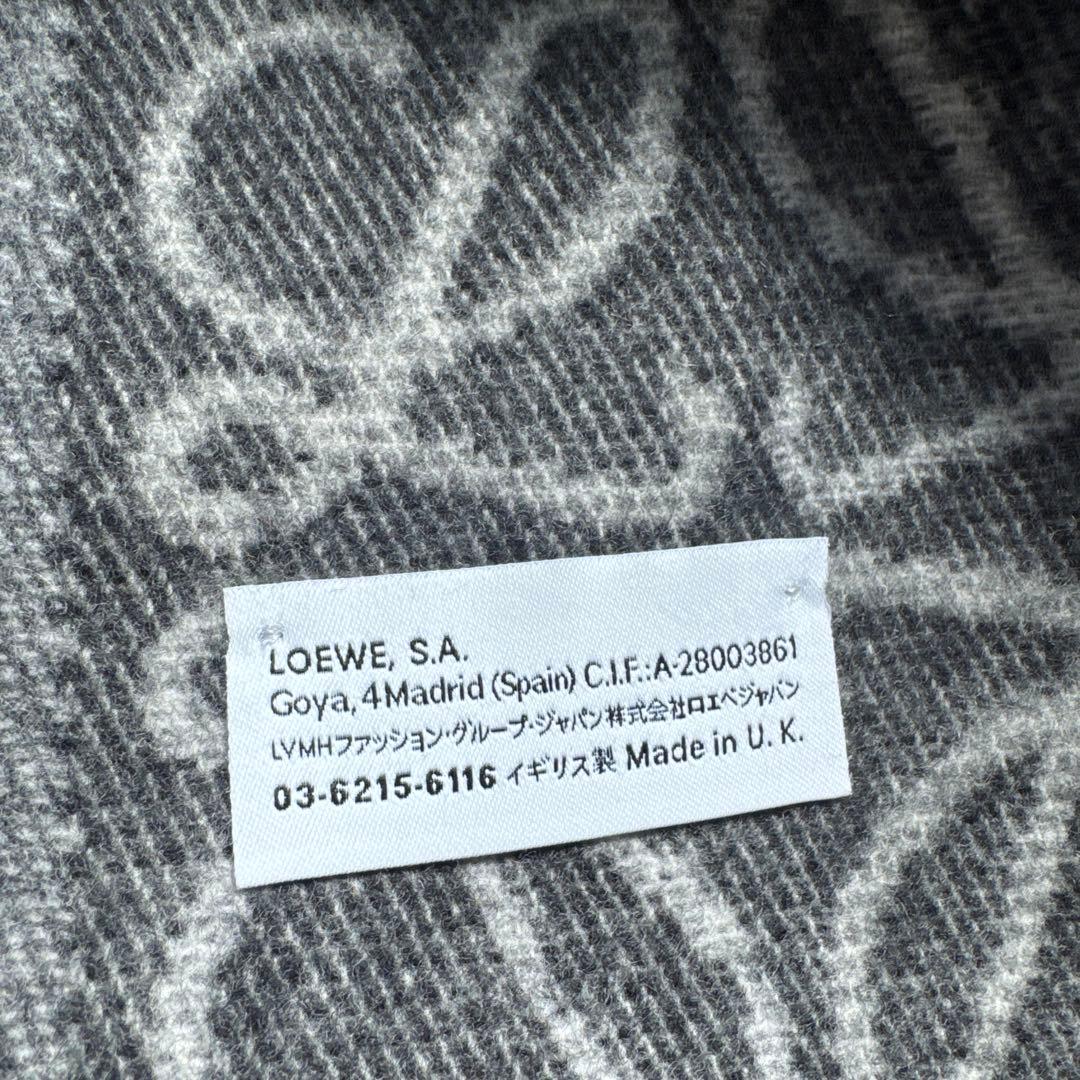 LOEWE, S.A.
Goya, 4 Madrid (Spain) C.I.F.:A-28003861
LVMHファッション・グループ・ジャパン株式会社ロエベジャパン
03-6215-6116 イギリス製 Made in U. K.